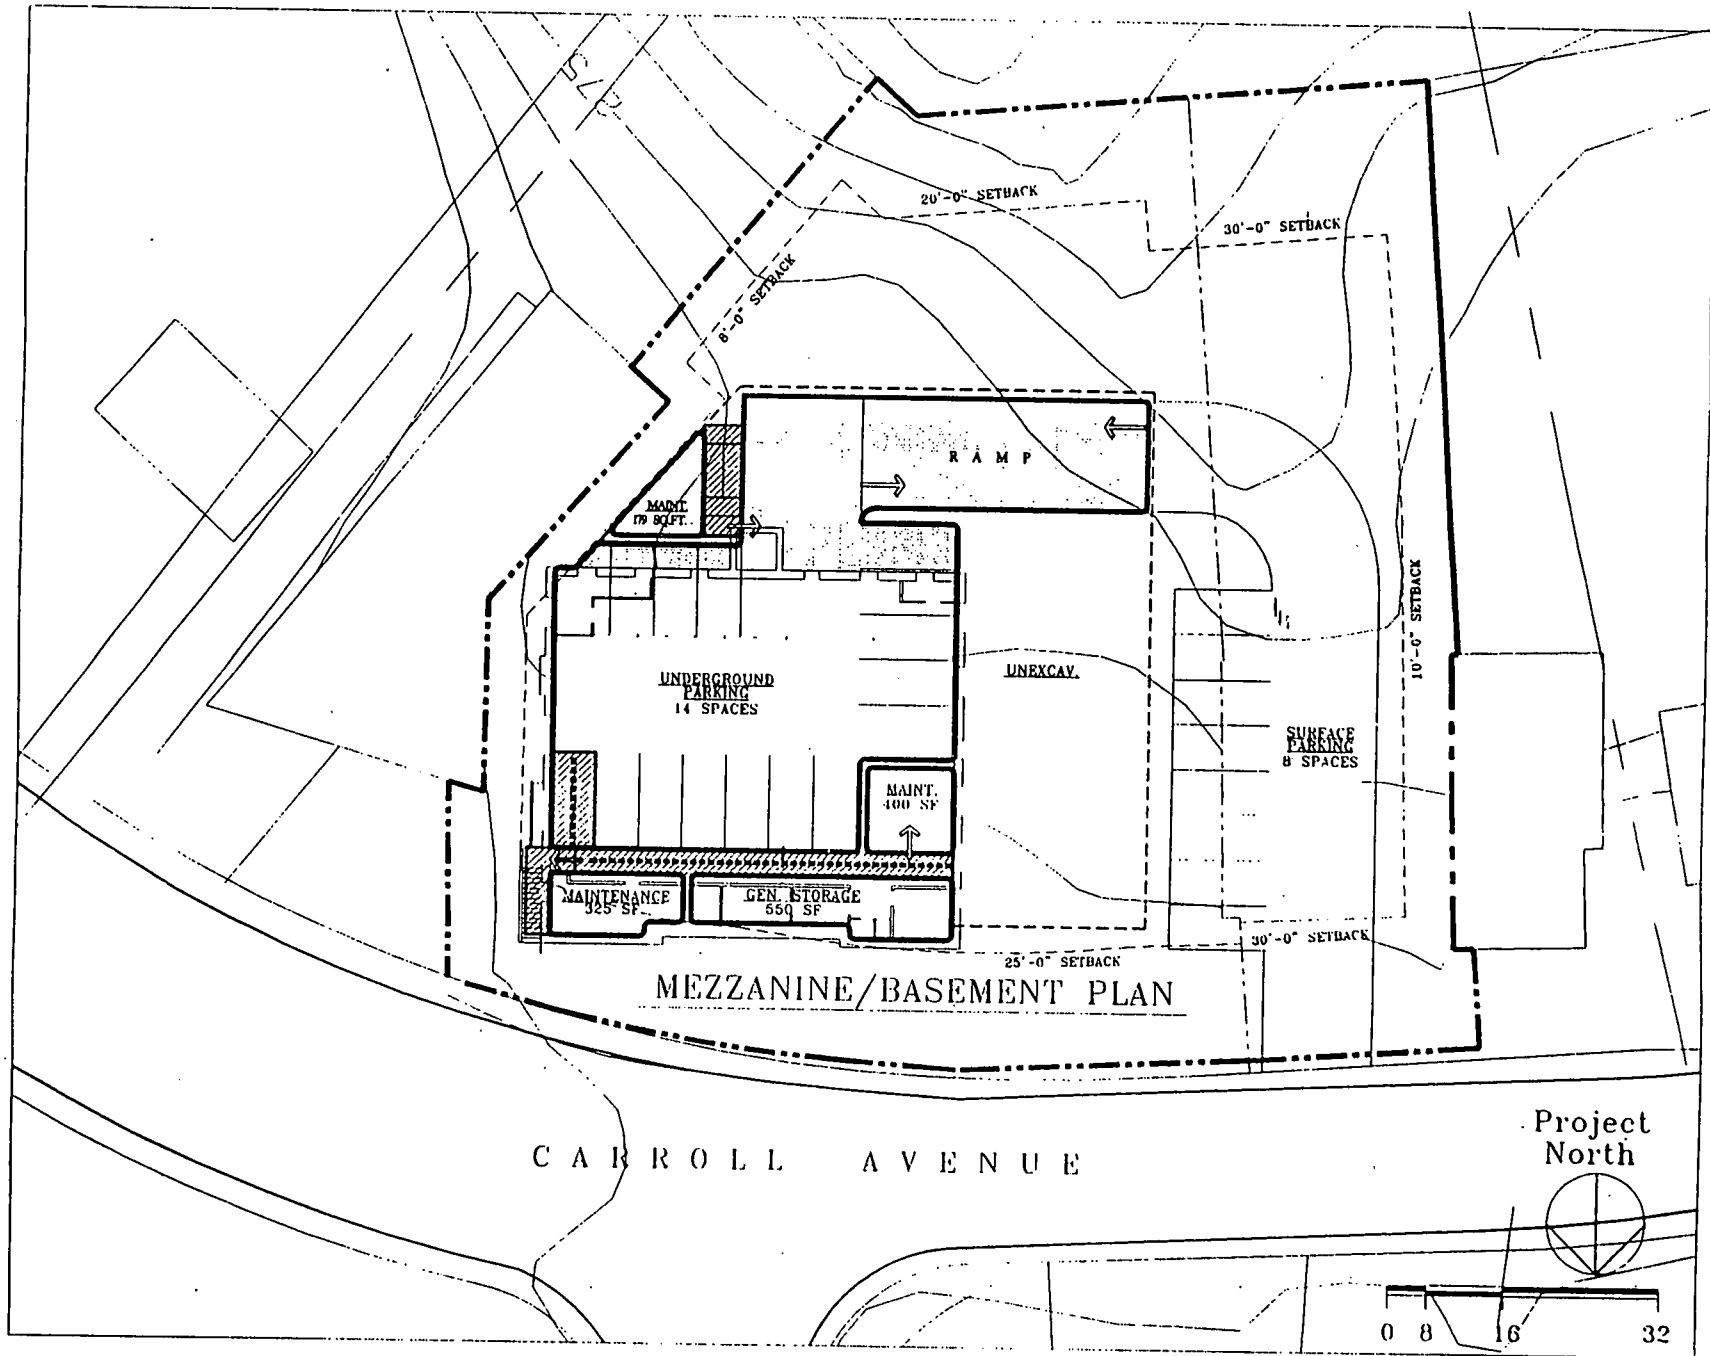 20'-0" SETBACK
30'-0" SETBACK
8'-0" SETBACK
RAMP
MAINT.
179 SQ.FT.
10'-0" SETBACK
UNDERGROUND
PARKING
14 SPACES
UNEXCAV.
SURFACE
PARKING
8 SPACES
MAINT.
400 SF
MAINTENANCE
325 SF
GEN. STORAGE
550 SF
30'-0" SETBACK
25'-0" SETBACK
MEZZANINE/BASEMENT PLAN
CARROLL AVENUE
Project
North
0 8 16 32